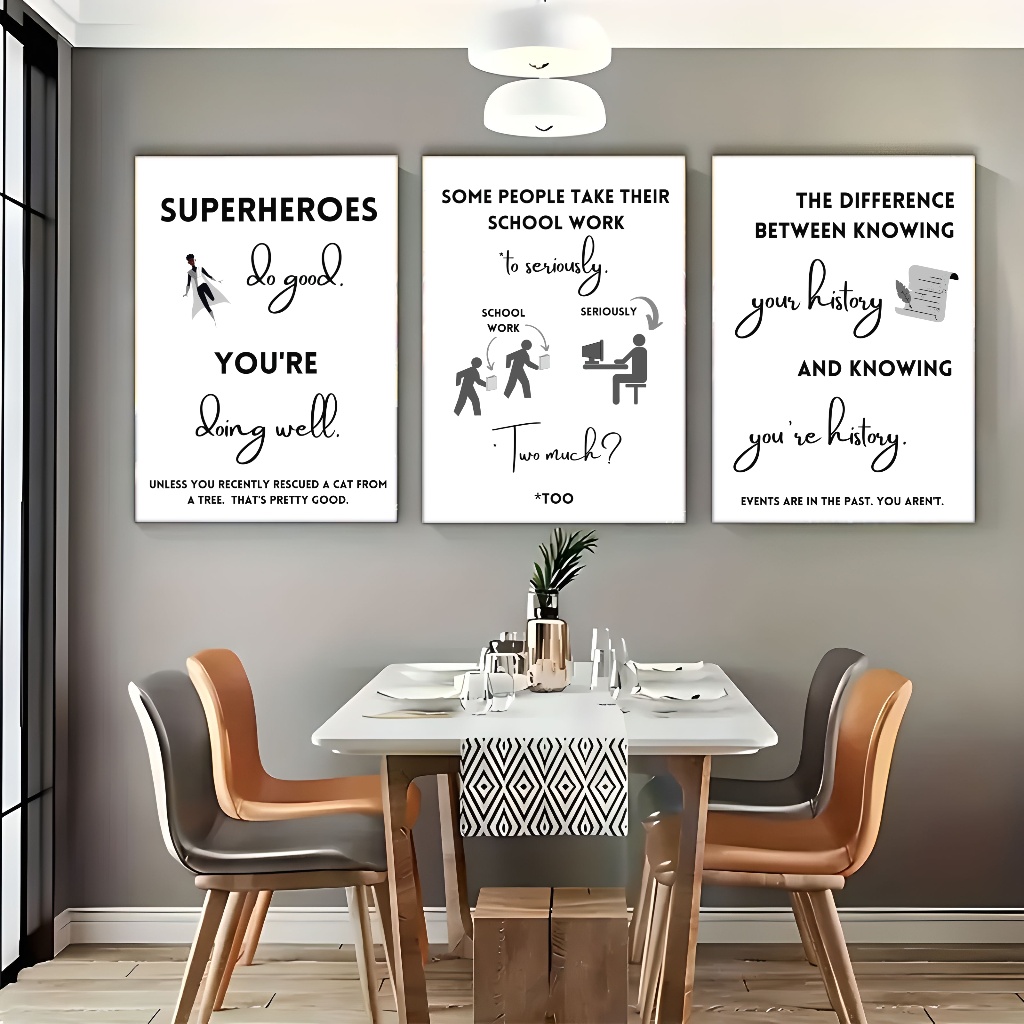 SUPERHEROES
do good.
YOU'RE
doing well.
UNLESS YOU RECENTLY RESCUED A CAT FROM
A TREE. THAT'S PRETTY GOOD.
SOME PEOPLE TAKE THEIR
SCHOOL WORK
*to seriously.
SCHOOL
WORK
SERIOUSLY
*Two much?
*TOO
THE DIFFERENCE
BETWEEN KNOWING
your history
AND KNOWING
you're history.
EVENTS ARE IN THE PAST. YOU AREN'T.